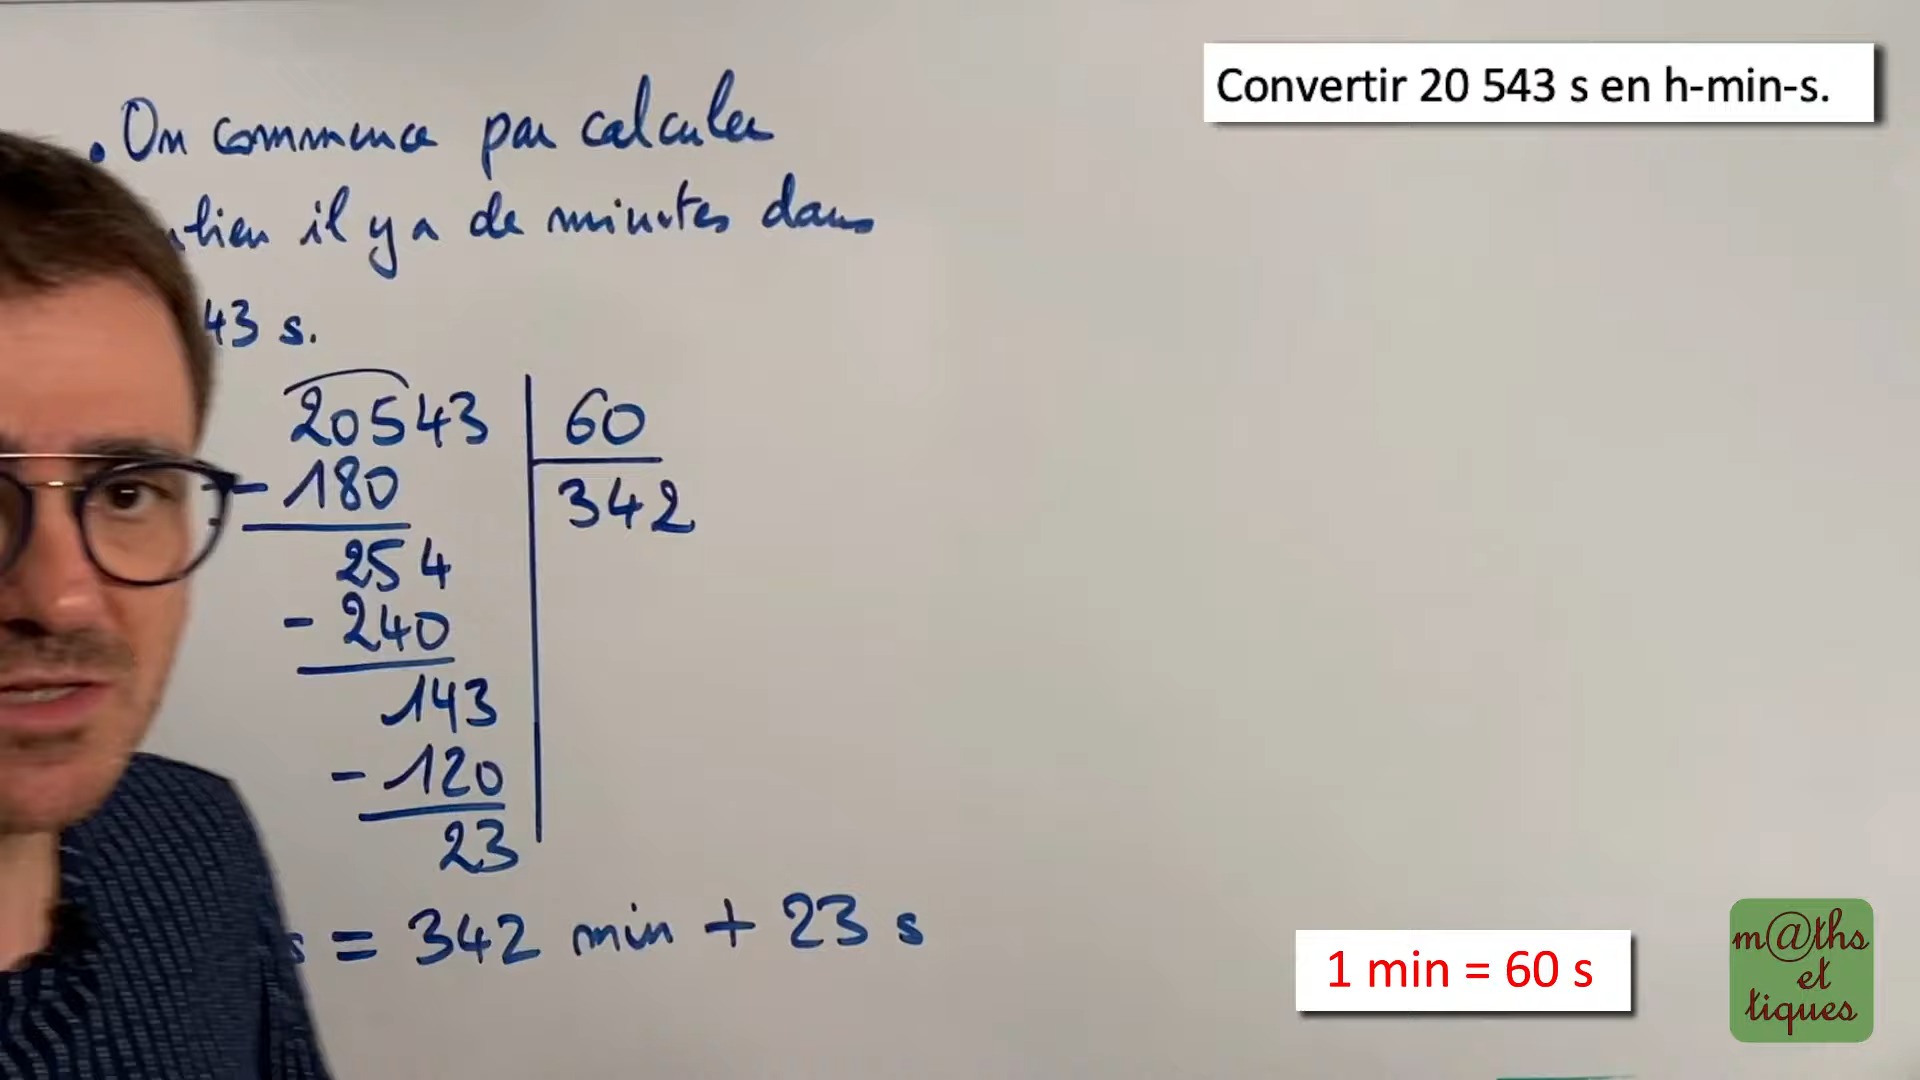 Convertir 20 543 s en h-min-s.
. On commence par calculer
il y a de minutes dans
43 s.
20543 60
- 180 342
254
- 240
143
- 120
23
s = 342 min + 23 s
1 min = 60 s
m@ths
et
tiques